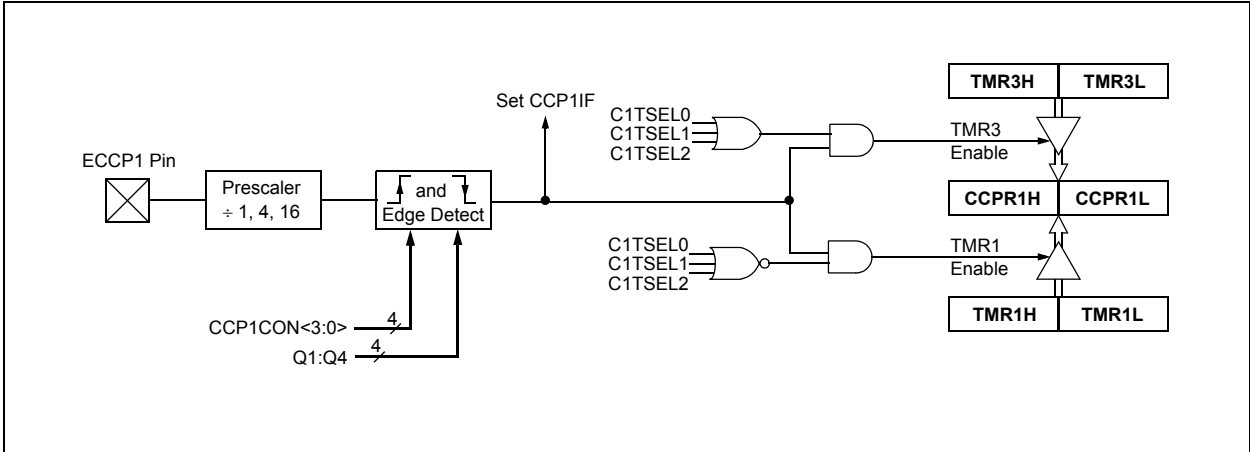 TMR3H TMR3L
Set CCP1IF
C1TSEL0
C1TSEL1
C1TSEL2
TMR3
Enable
ECCP1 Pin
Prescaler
÷ 1, 4, 16
and
Edge Detect
CCPR1H CCPR1L
C1TSEL0
C1TSEL1
C1TSEL2
TMR1
Enable
TMR1H TMR1L
CCP1CON<3:0> 4
Q1:Q4 4